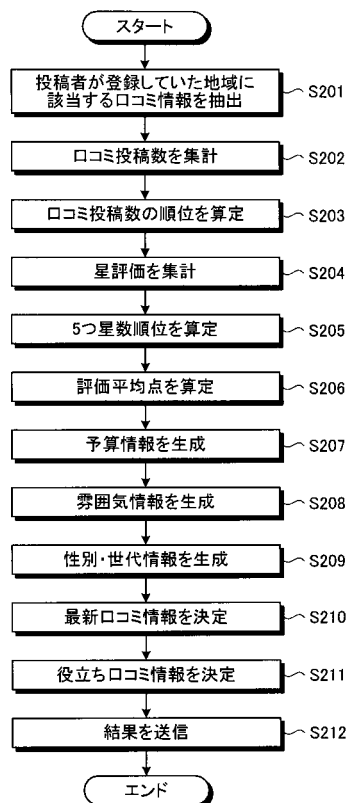 スタート
投稿者が登録していた地域に
該当する口コミ情報を抽出
S201
口コミ投稿数を集計
S202
口コミ投稿数の順位を算定
S203
星評価を集計
S204
5つ星数順位を算定
S205
評価平均点を算定
S206
予算情報を生成
S207
雰囲気情報を生成
S208
性別・世代情報を生成
S209
最新口コミ情報を決定
S210
役立ち口コミ情報を決定
S211
結果を送信
S212
エンド